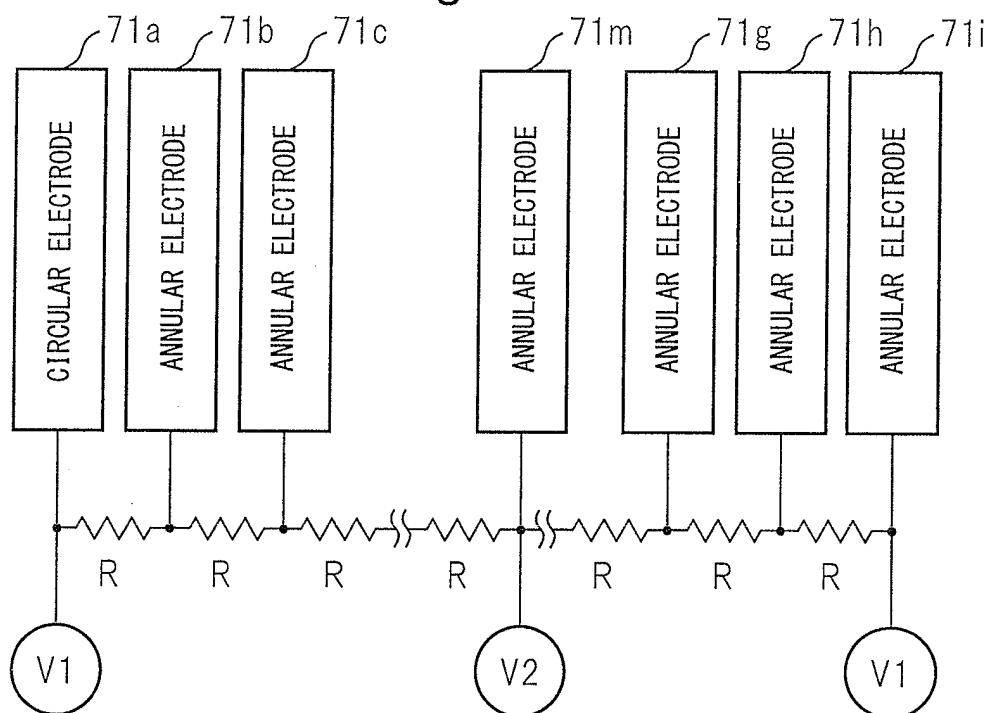 71a 71b 71c 71m 71g 71h 71i
CIRCULAR ELECTRODE
ANNULAR ELECTRODE
ANNULAR ELECTRODE
ANNULAR ELECTRODE
ANNULAR ELECTRODE
ANNULAR ELECTRODE
ANNULAR ELECTRODE
R R R R R R R
V1 V2 V1